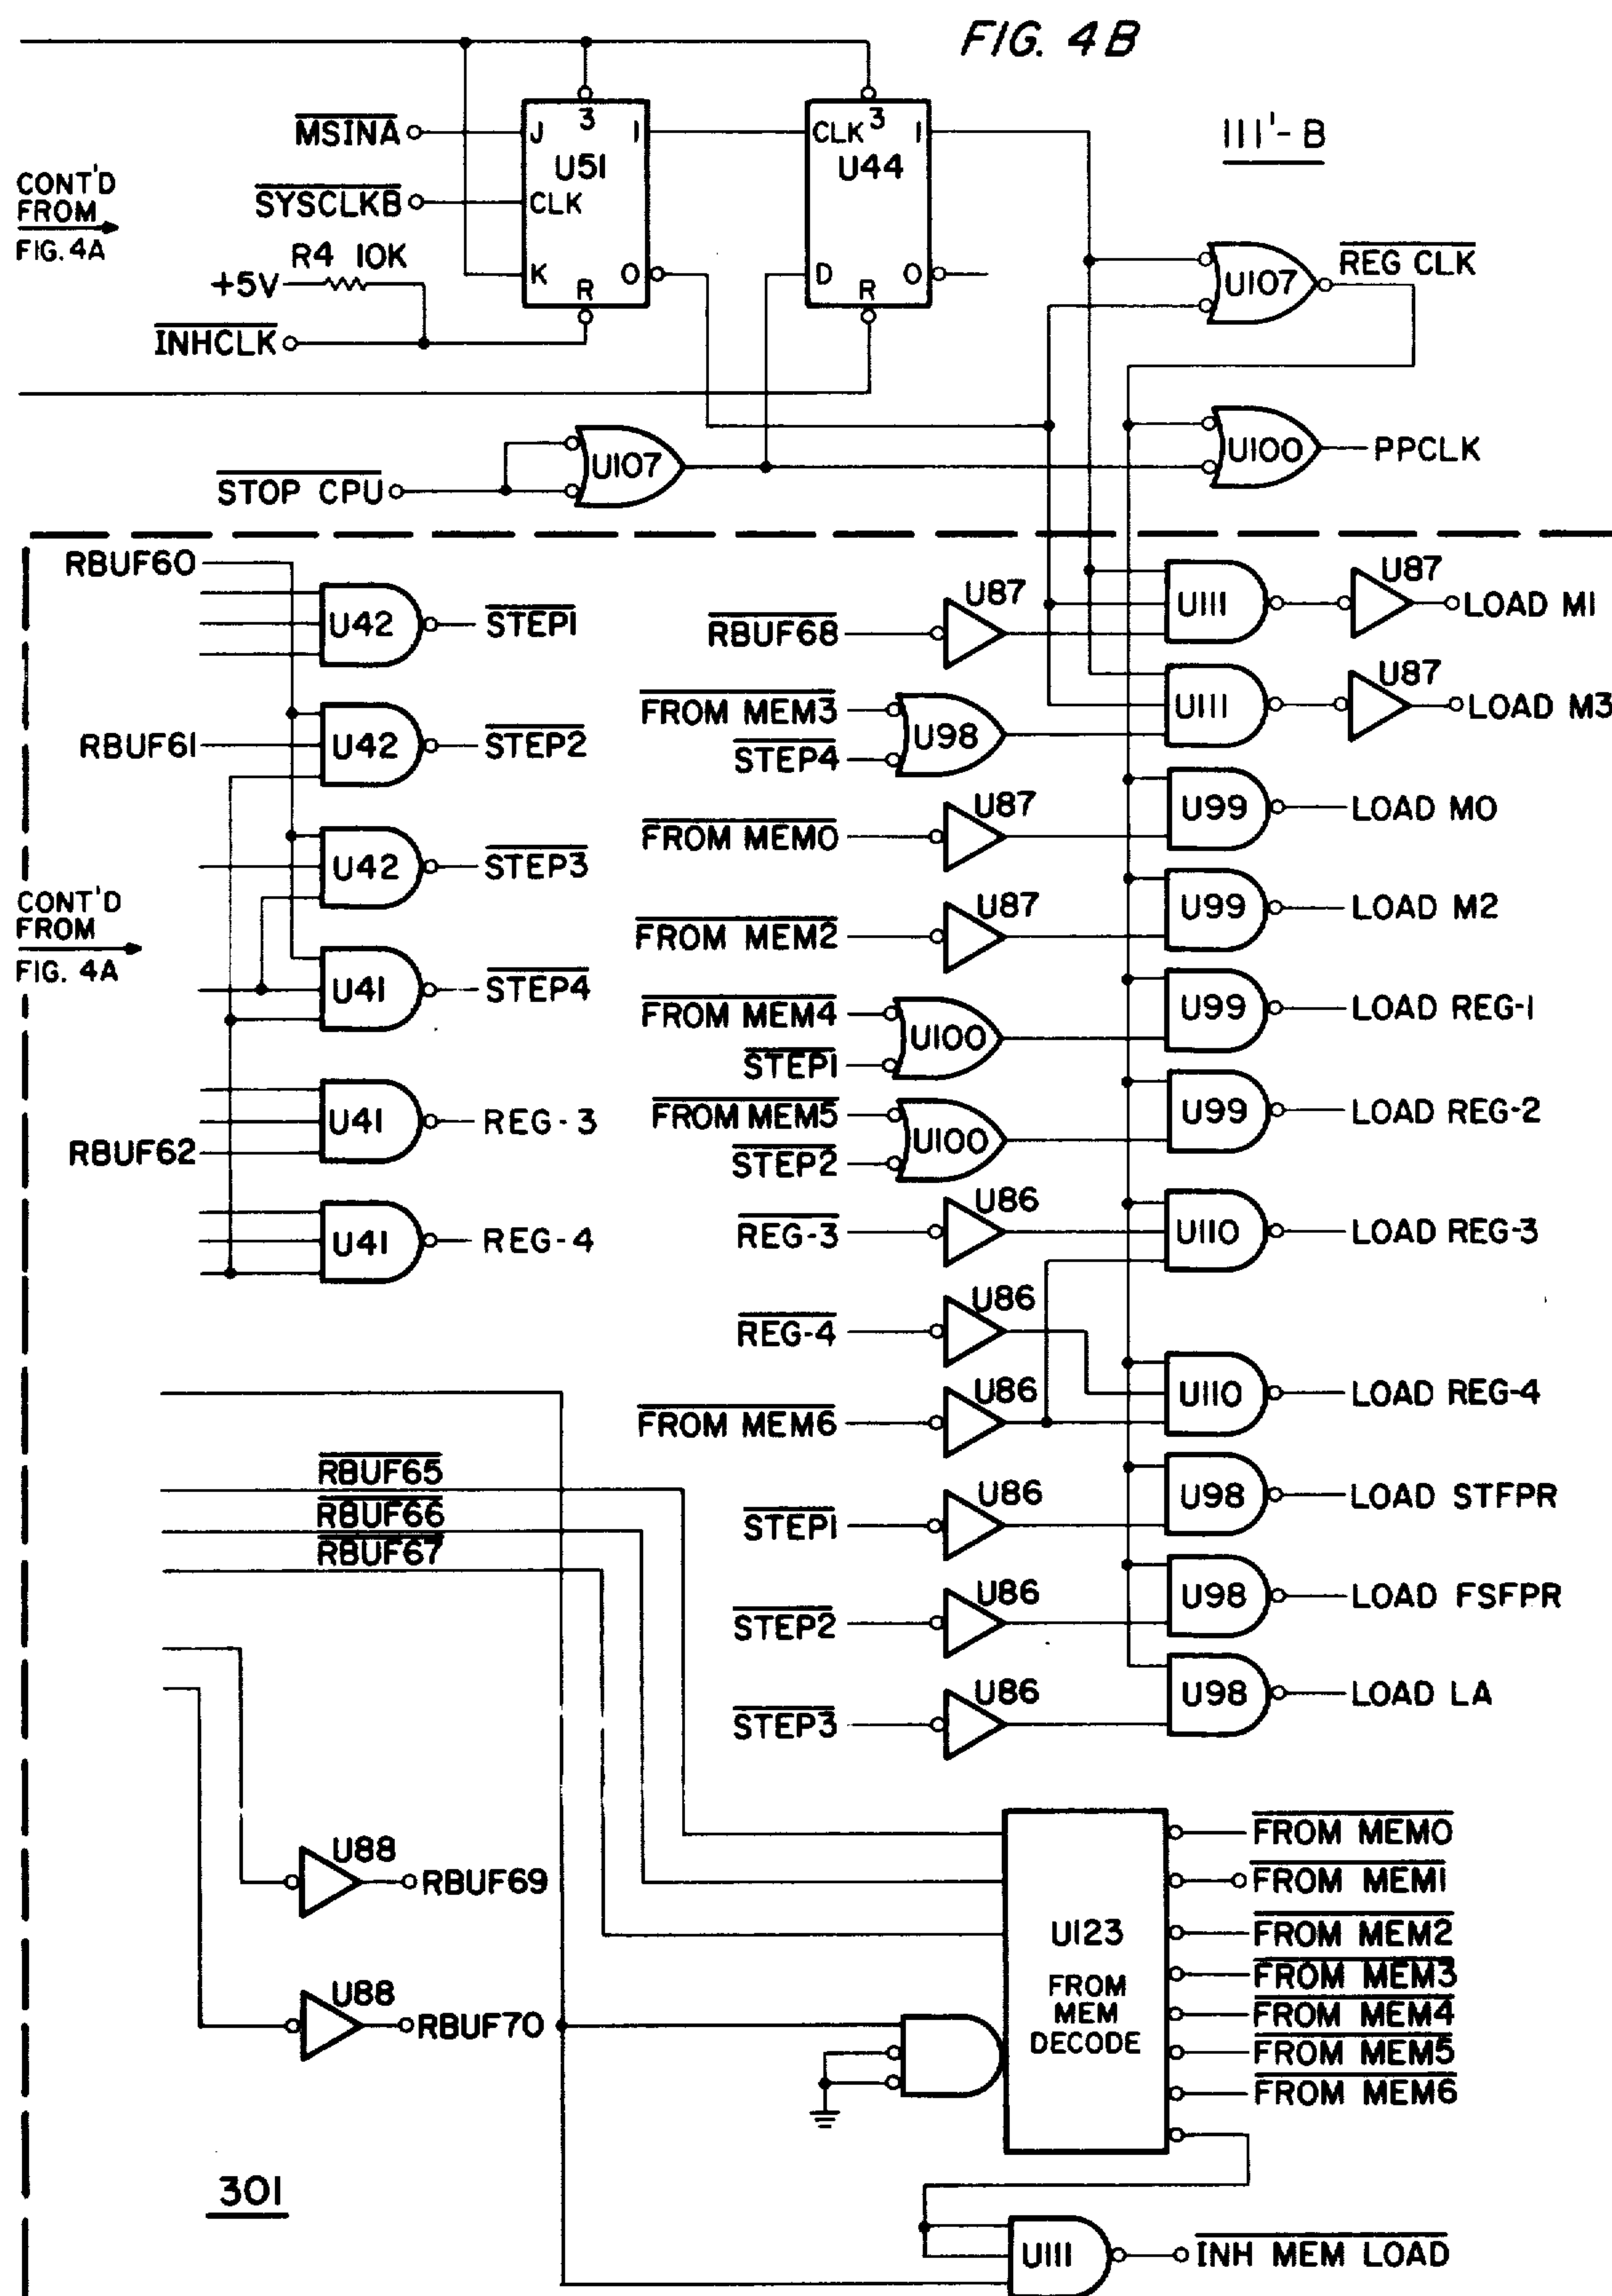 FIG. 4B
111'-B
CONT'D
FROM
FIG. 4A
MSINA
SYSCLKB
R4 10K
+5V
INHCLK
J
3
1
U51
CLK
K
R
O
CLK
3
1
U44
D
R
O
U107
REG CLK
U100
PPCLK
STOP CPU
U107
RBUF60
U42
STEP1
RBUF61
U42
STEP2
U42
STEP3
CONT'D
FROM
FIG. 4A
U41
STEP4
U41
REG-3
RBUF62
U41
REG-4
RBUF68
U87
U111
U87
LOAD M1
FROM MEM3
STEP4
U98
U111
U87
LOAD M3
FROM MEM0
U87
U99
LOAD M0
FROM MEM2
U87
U99
LOAD M2
FROM MEM4
STEP1
U100
U99
LOAD REG-1
FROM MEM5
STEP2
U100
U99
LOAD REG-2
REG-3
U86
U110
LOAD REG-3
REG-4
U86
U110
LOAD REG-4
FROM MEM6
U86
STEP1
U86
U98
LOAD STFPR
STEP2
U86
U98
LOAD FSFPR
STEP3
U86
U98
LOAD LA
RBUF65
RBUF66
RBUF67
U88
RBUF69
U88
RBUF70
U123
FROM
MEM
DECODE
FROM MEM0
FROM MEM1
FROM MEM2
FROM MEM3
FROM MEM4
FROM MEM5
FROM MEM6
301
U111
INH MEM LOAD